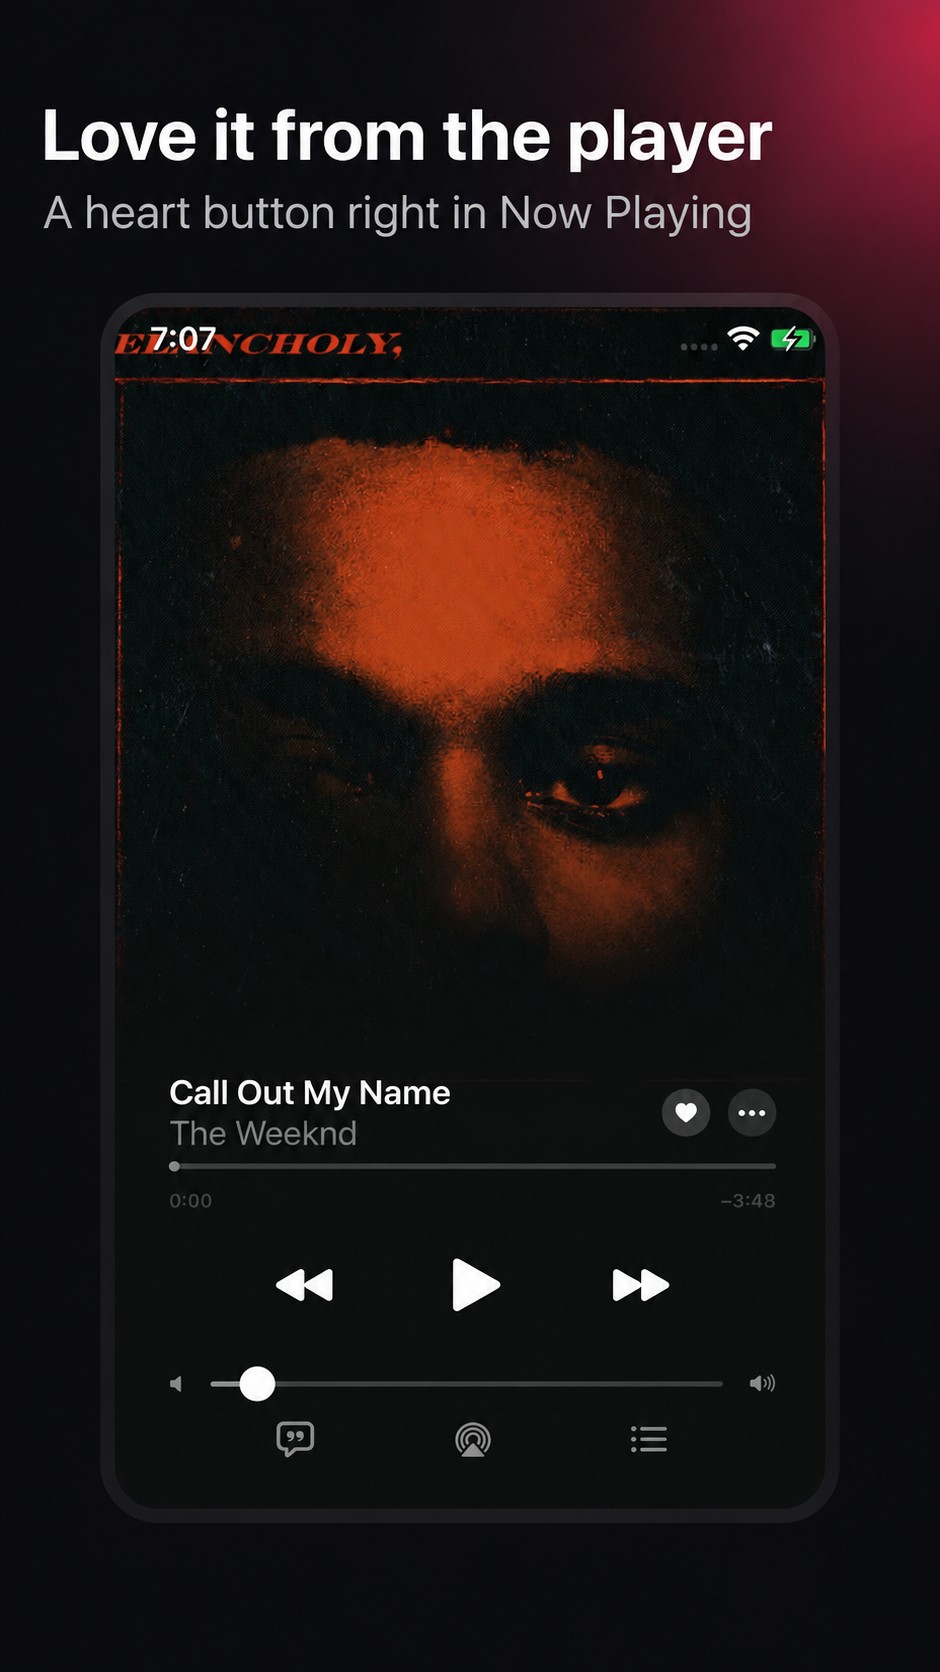 Love it from the player
A heart button right in Now Playing
7:07
Call Out My Name
The Weeknd
0:00
−3:48